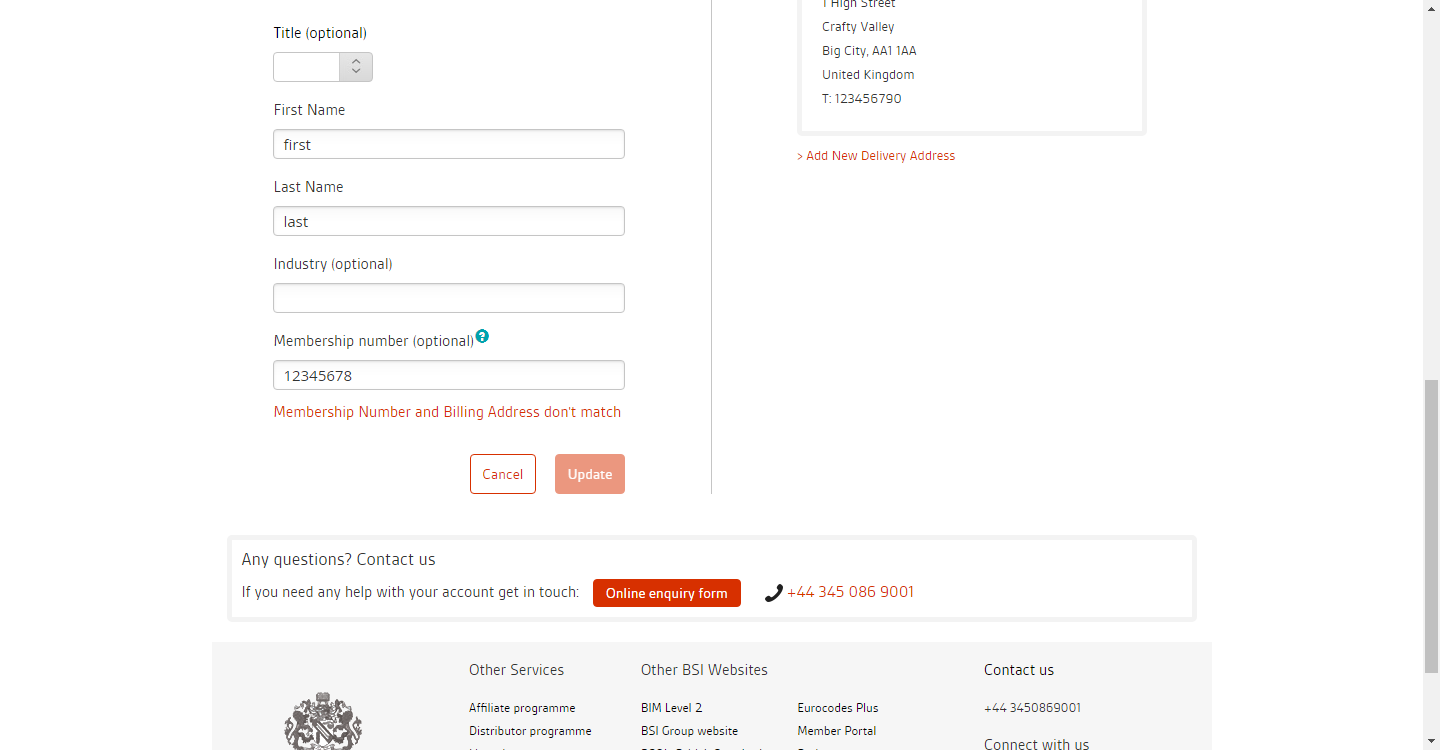 Title (optional)
First Name
first
Last Name
last
Industry (optional)
Membership number (optional)
?
12345678
Membership Number and Billing Address don't match
Cancel
Update
1 High Street
Crafty Valley
Big City, AA1 1AA
United Kingdom
T: 123456790
> Add New Delivery Address
Any questions? Contact us
If you need any help with your account get in touch:
Online enquiry form
+44 345 086 9001
Other Services
Affiliate programme
Distributor programme
Other BSI Websites
BIM Level 2
BSI Group website
Eurocodes Plus
Member Portal
Contact us
+44 3450869001
Connect with us